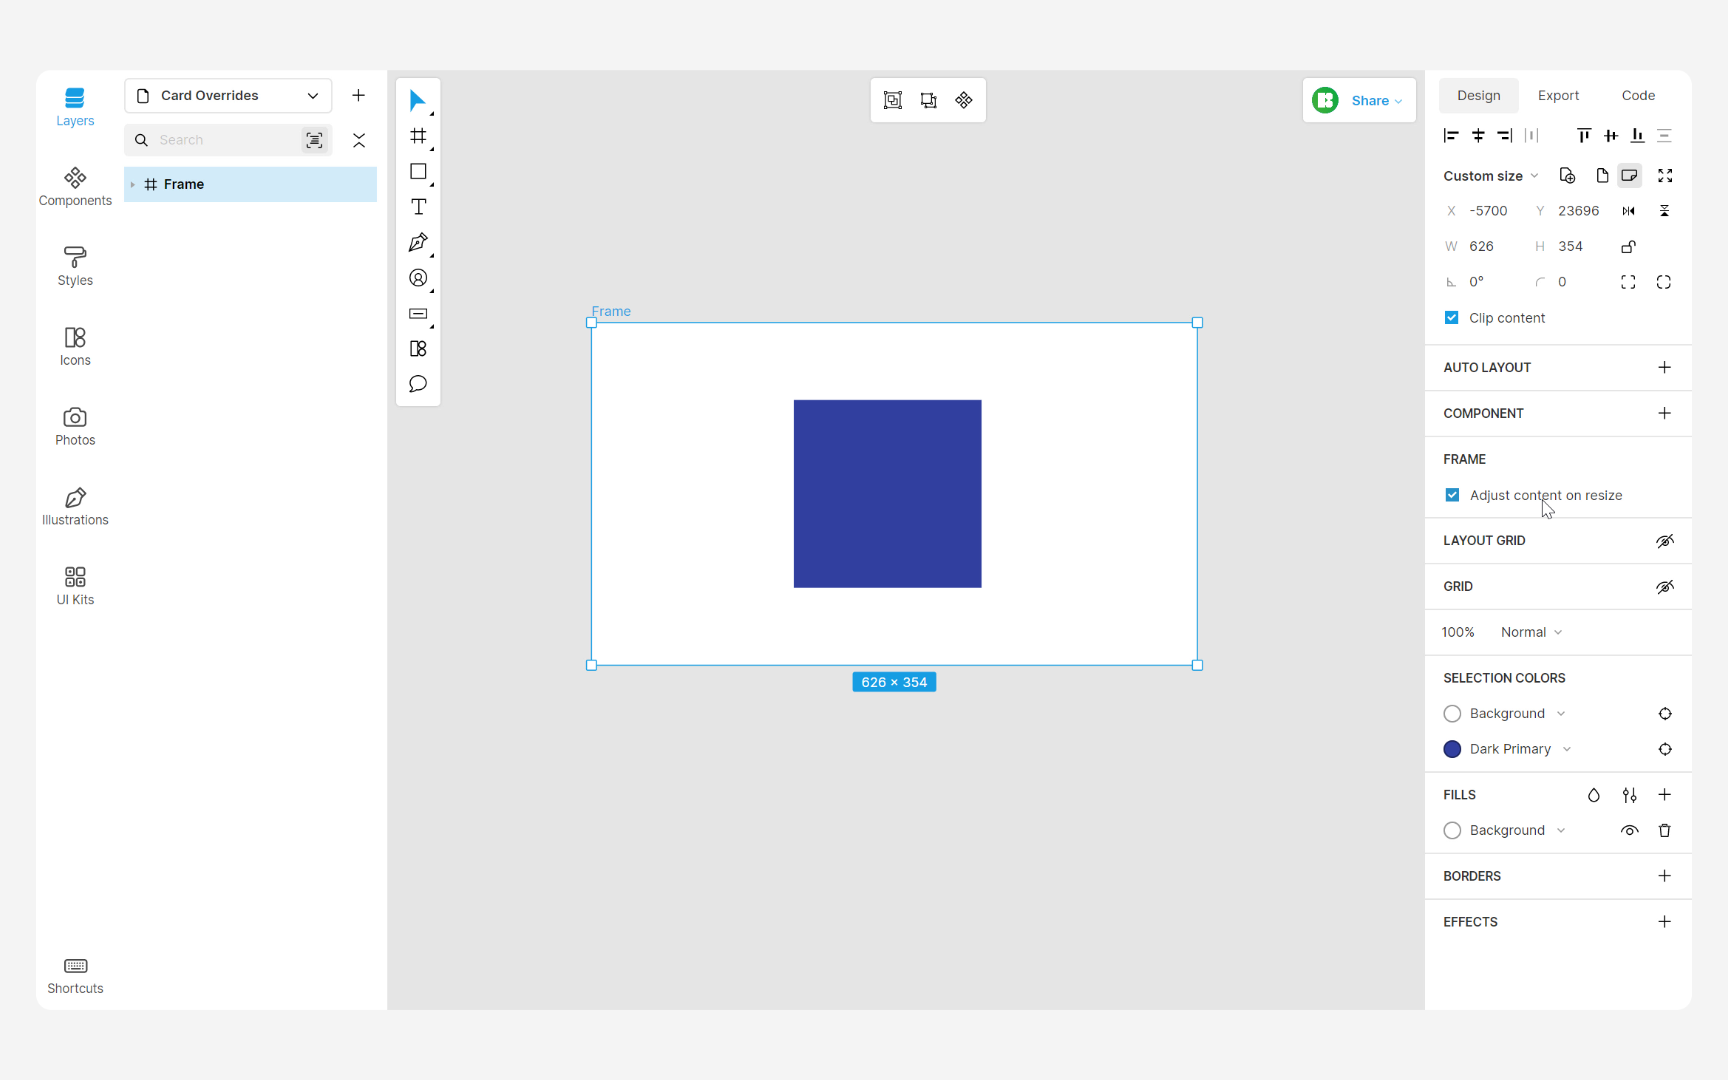 Layers
Components
Styles
Icons
Photos
Illustrations
UI Kits
Shortcuts
Card Overrides
Search
Frame
Share
Frame
626 × 354
Design Export Code
Custom size
X -5700 Y 23696
W 626 H 354
0° 0
Clip content
AUTO LAYOUT
COMPONENT
FRAME
Adjust content on resize
LAYOUT GRID
GRID
100% Normal
SELECTION COLORS
Background
Dark Primary
FILLS
Background
BORDERS
EFFECTS